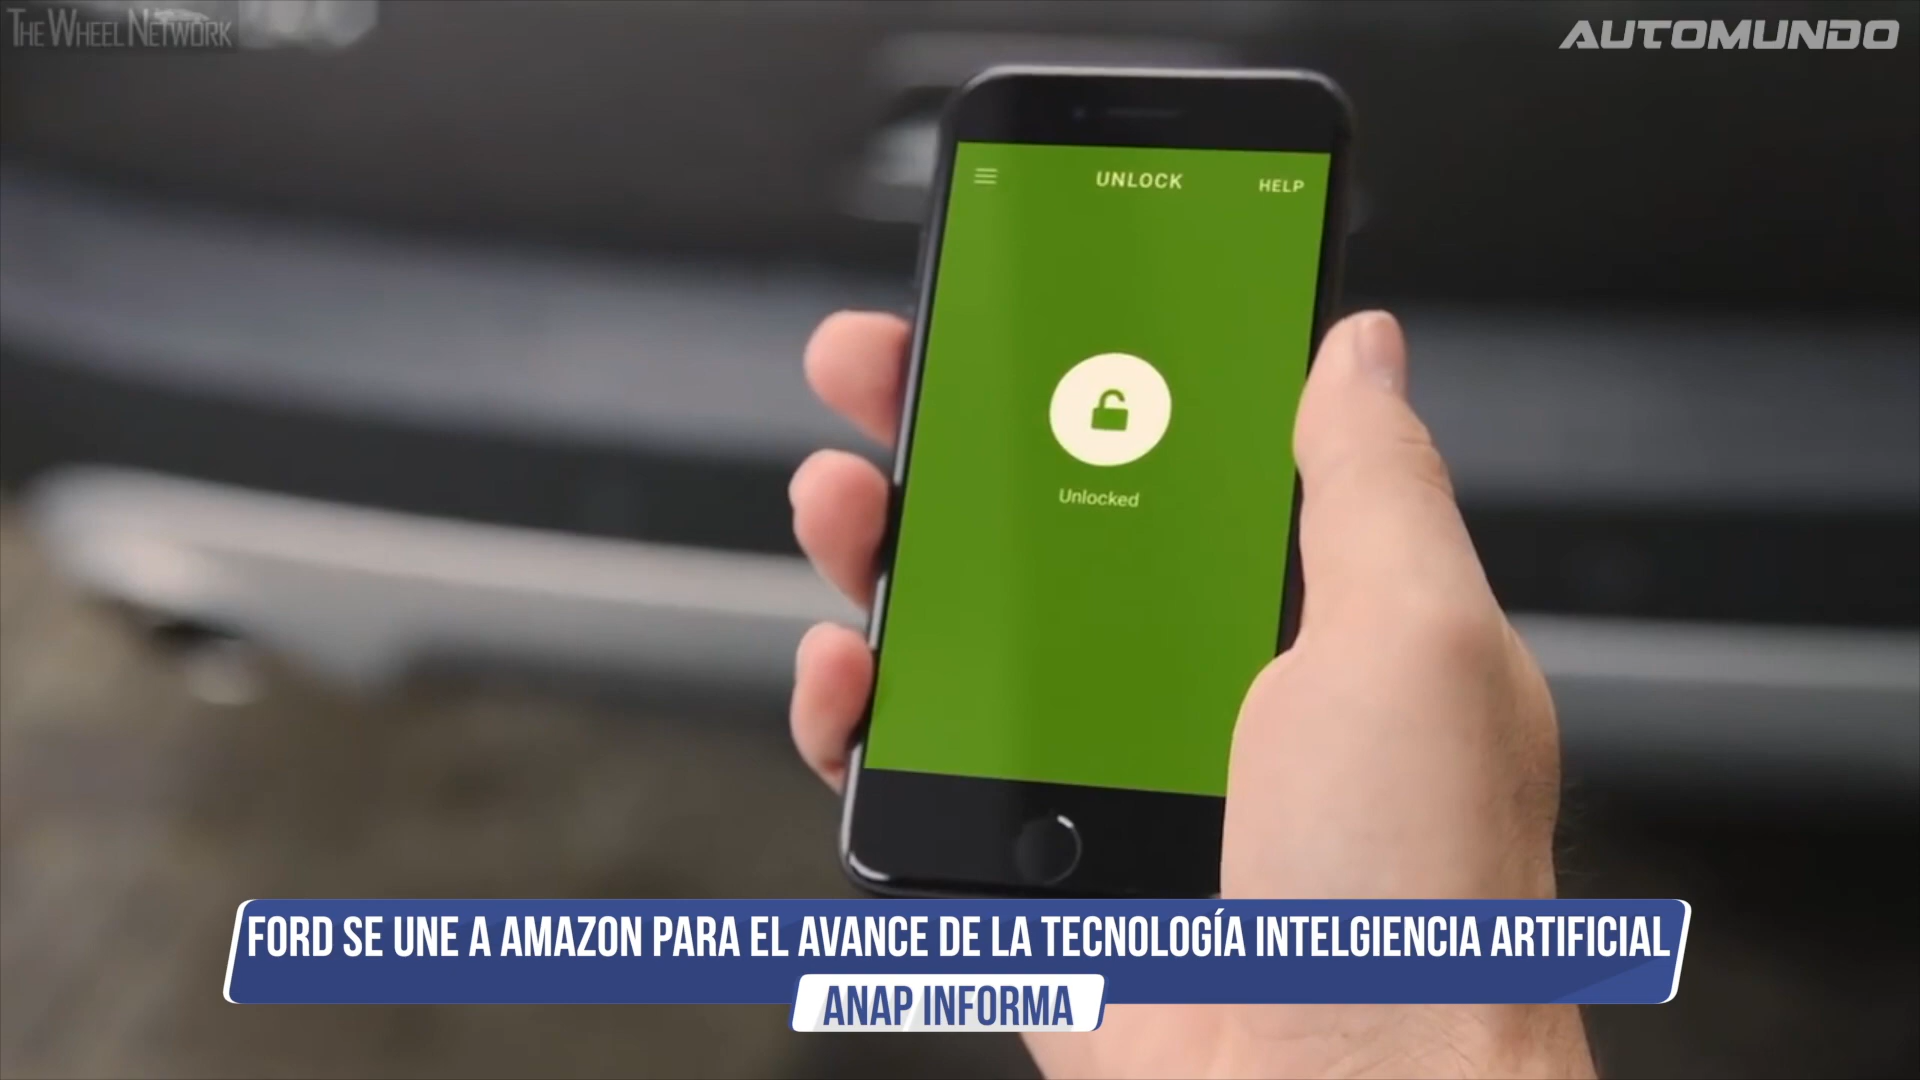 THE WHEEL NETWORK
AUTOMUNDO
UNLOCK
HELP
Unlocked
FORD SE UNE A AMAZON PARA EL AVANCE DE LA TECNOLOGÍA INTELGIENCIA ARTIFICIAL
ANAP INFORMA